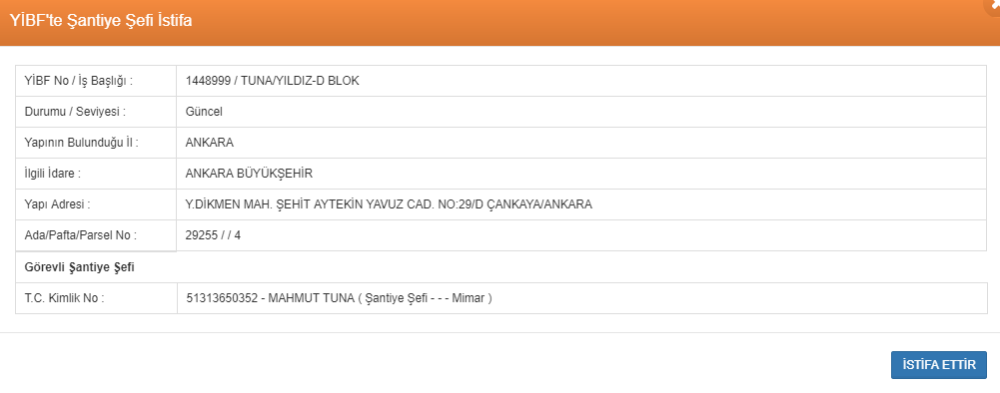 YİBF'te Şantiye Şefi İstifa
YİBF No / İş Başlığı : 1448999 / TUNA/YILDIZ-D BLOK
Durumu / Seviyesi : Güncel
Yapının Bulunduğu İl : ANKARA
İlgili İdare : ANKARA BÜYÜKŞEHİR
Yapı Adresi : Y.DİKMEN MAH. ŞEHİT AYTEKİN YAVUZ CAD. NO:29/D ÇANKAYA/ANKARA
Ada/Pafta/Parsel No : 29255 / / 4
Görevli Şantiye Şefi
T.C. Kimlik No : 51313650352 - MAHMUT TUNA ( Şantiye Şefi - - - Mimar )
İSTİFA ETTİR